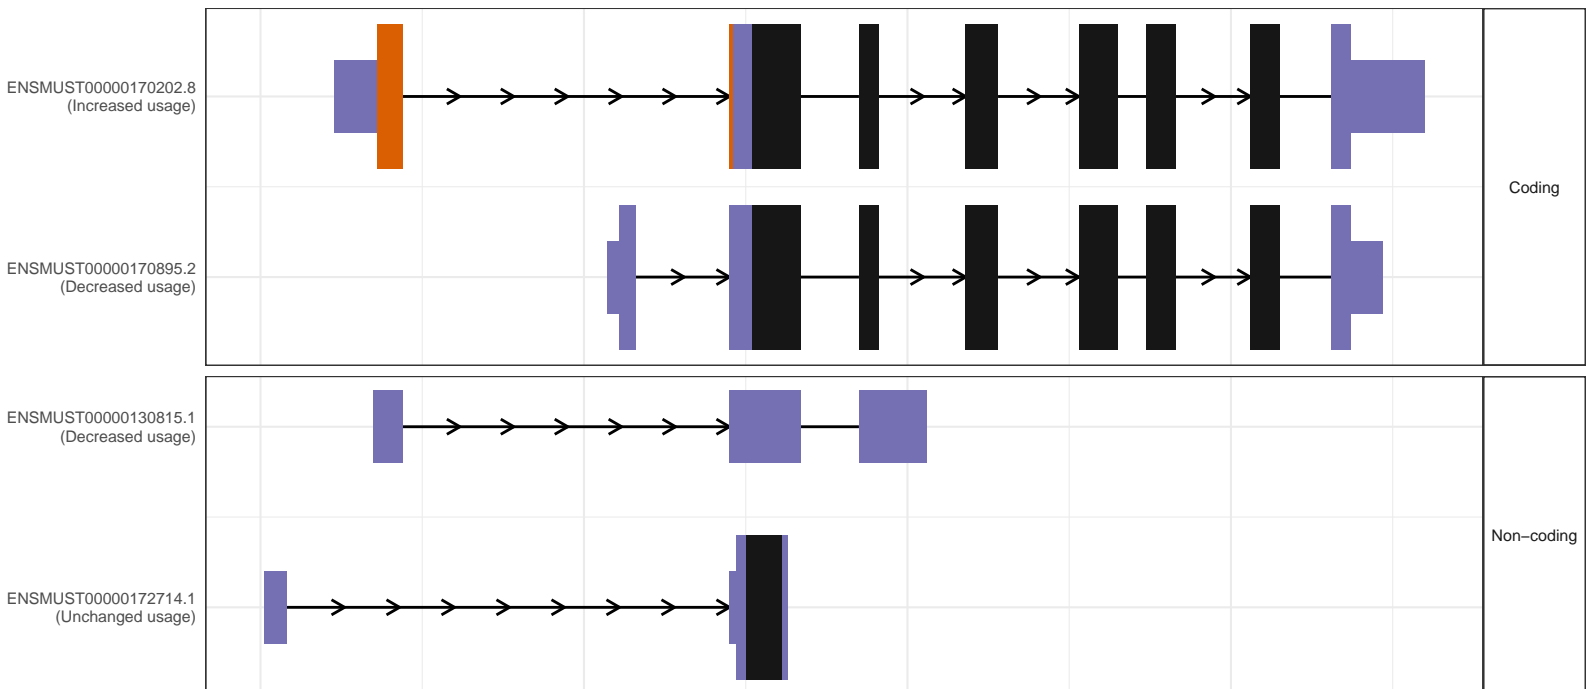 ENSMUST00000170202.8
(Increased usage)
Coding
ENSMUST00000170895.2
(Decreased usage)
ENSMUST00000130815.1
(Decreased usage)
Non−coding
ENSMUST00000172714.1
(Unchanged usage)